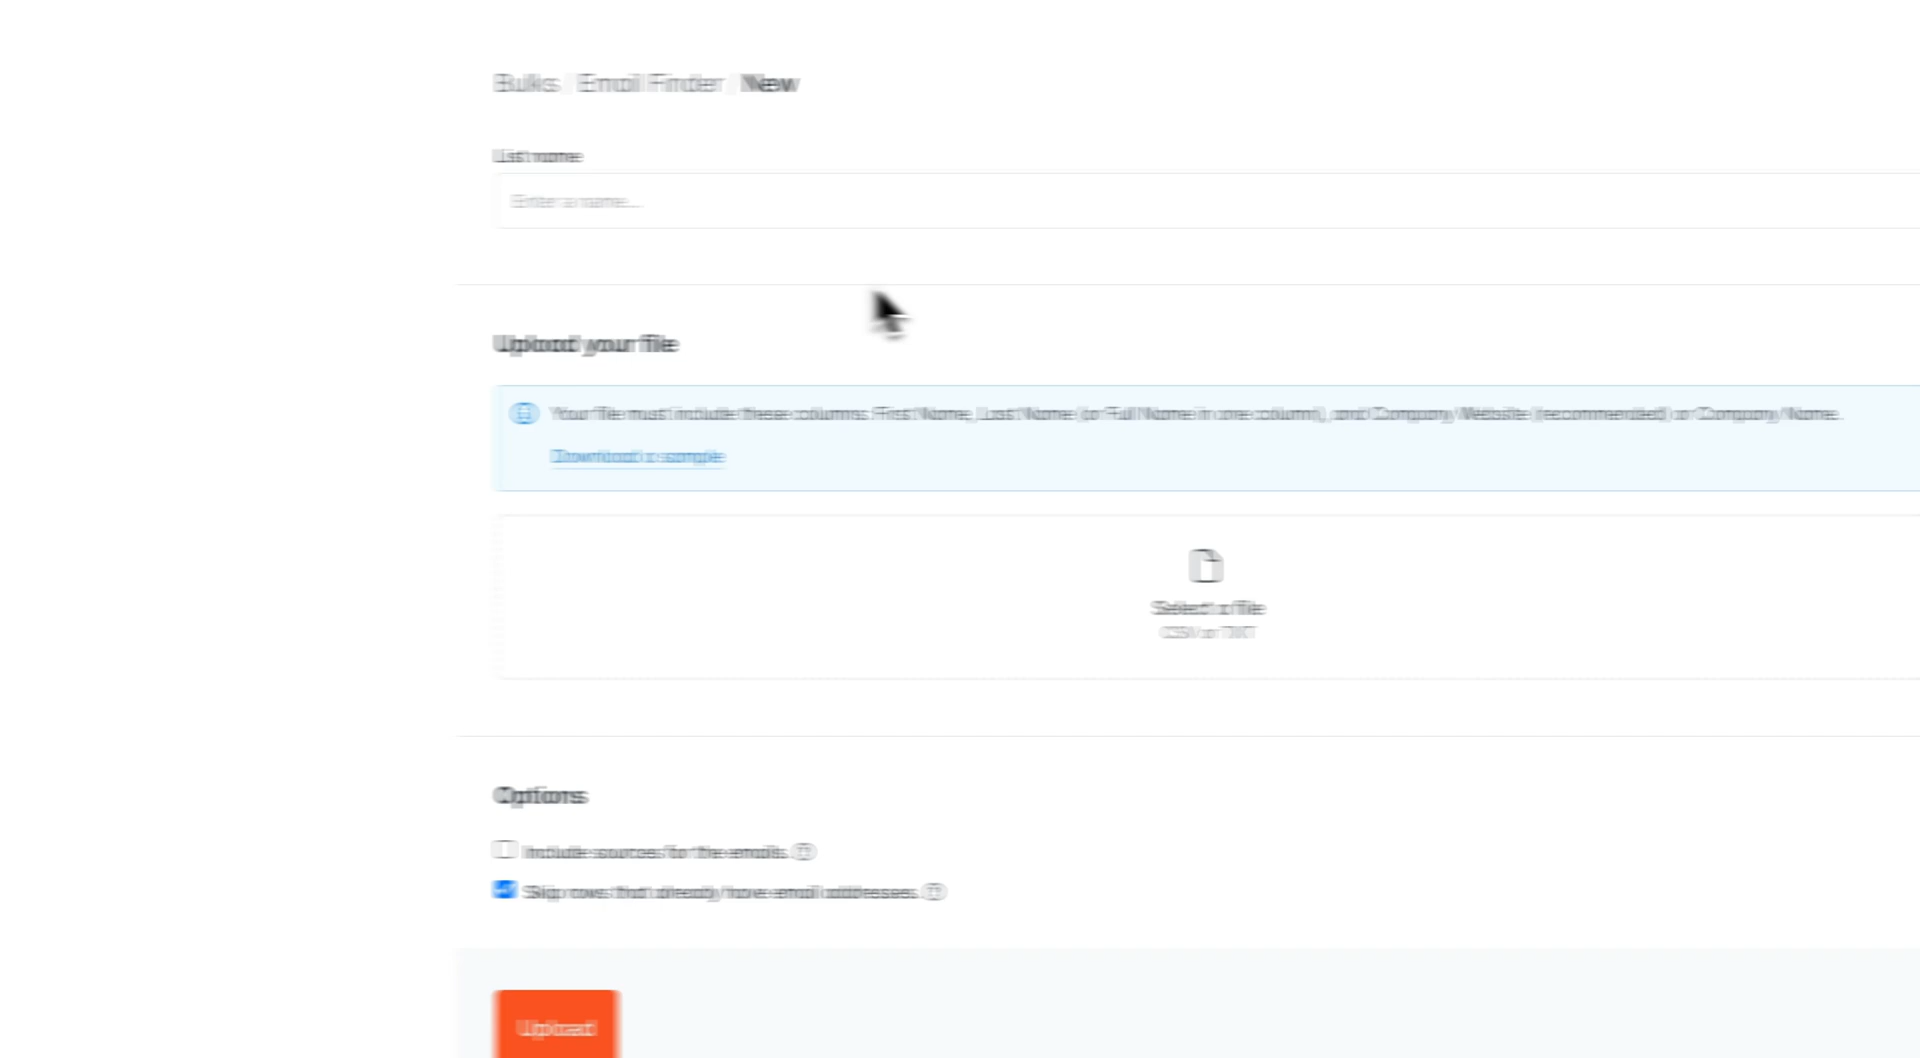 Bulks / Email Finder / New
List name
Enter a name...
Upload your file
Your file must include these columns: First Name, Last Name (or Full Name in one column), and Company Website (recommended) or Company Name.
Download a sample
Select a file
CSV or TXT
Options
Include sources for the emails.
Skip rows that already have email addresses.
Upload